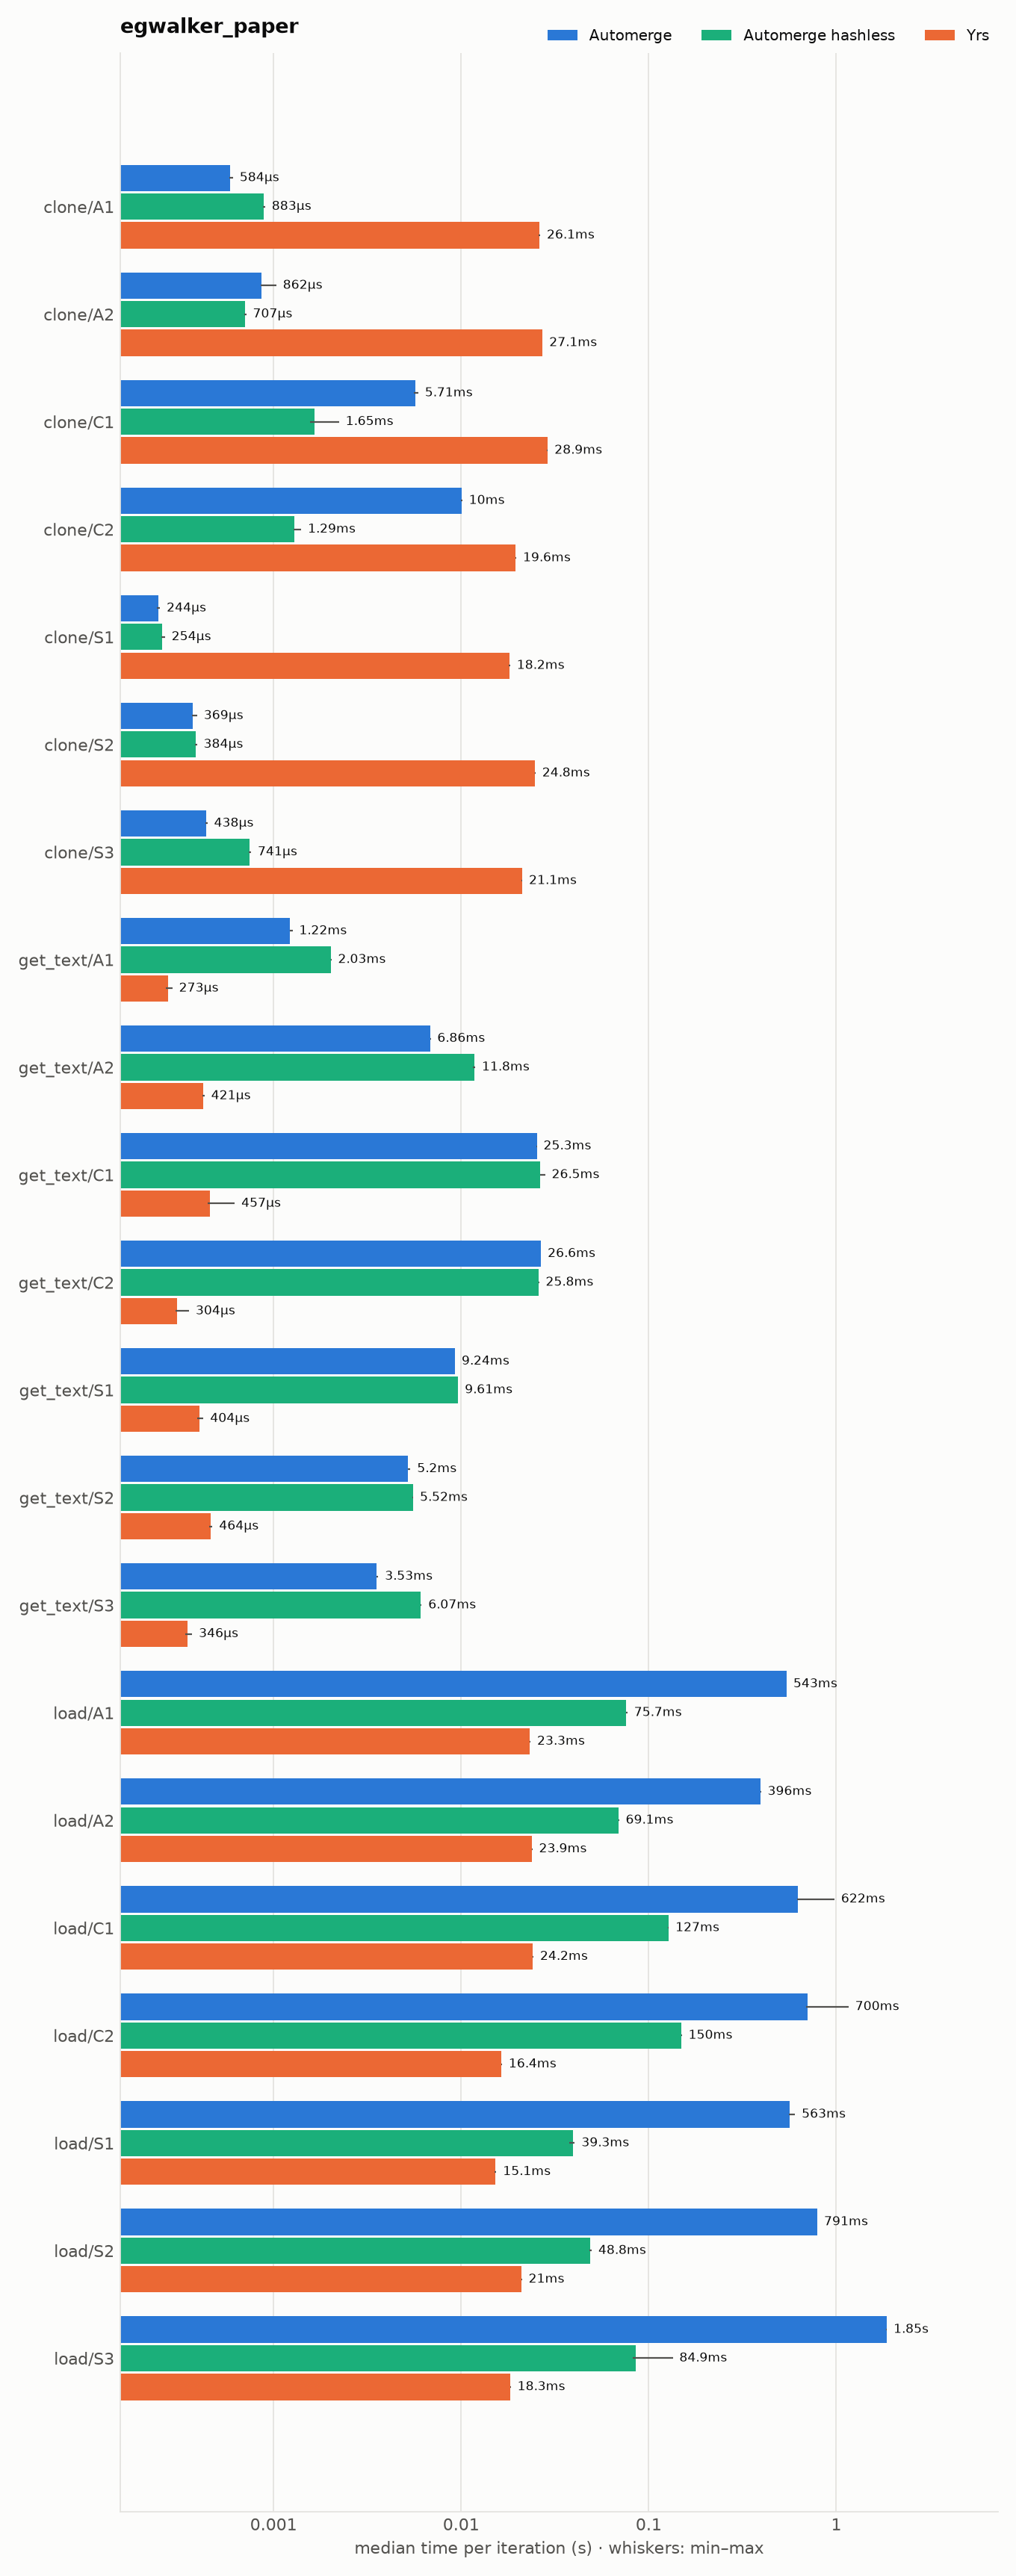 egwalker_paper
Automerge
Automerge hashless
Yrs
clone/A1
584µs
883µs
26.1ms
clone/A2
862µs
707µs
27.1ms
clone/C1
5.71ms
1.65ms
28.9ms
clone/C2
10ms
1.29ms
19.6ms
clone/S1
244µs
254µs
18.2ms
clone/S2
369µs
384µs
24.8ms
clone/S3
438µs
741µs
21.1ms
get_text/A1
1.22ms
2.03ms
273µs
get_text/A2
6.86ms
11.8ms
421µs
get_text/C1
25.3ms
26.5ms
457µs
get_text/C2
26.6ms
25.8ms
304µs
get_text/S1
9.24ms
9.61ms
404µs
get_text/S2
5.2ms
5.52ms
464µs
get_text/S3
3.53ms
6.07ms
346µs
load/A1
543ms
75.7ms
23.3ms
load/A2
396ms
69.1ms
23.9ms
load/C1
622ms
127ms
24.2ms
load/C2
700ms
150ms
16.4ms
load/S1
563ms
39.3ms
15.1ms
load/S2
791ms
48.8ms
21ms
load/S3
1.85s
84.9ms
18.3ms
0.001
0.01
0.1
1
median time per iteration (s) · whiskers: min–max